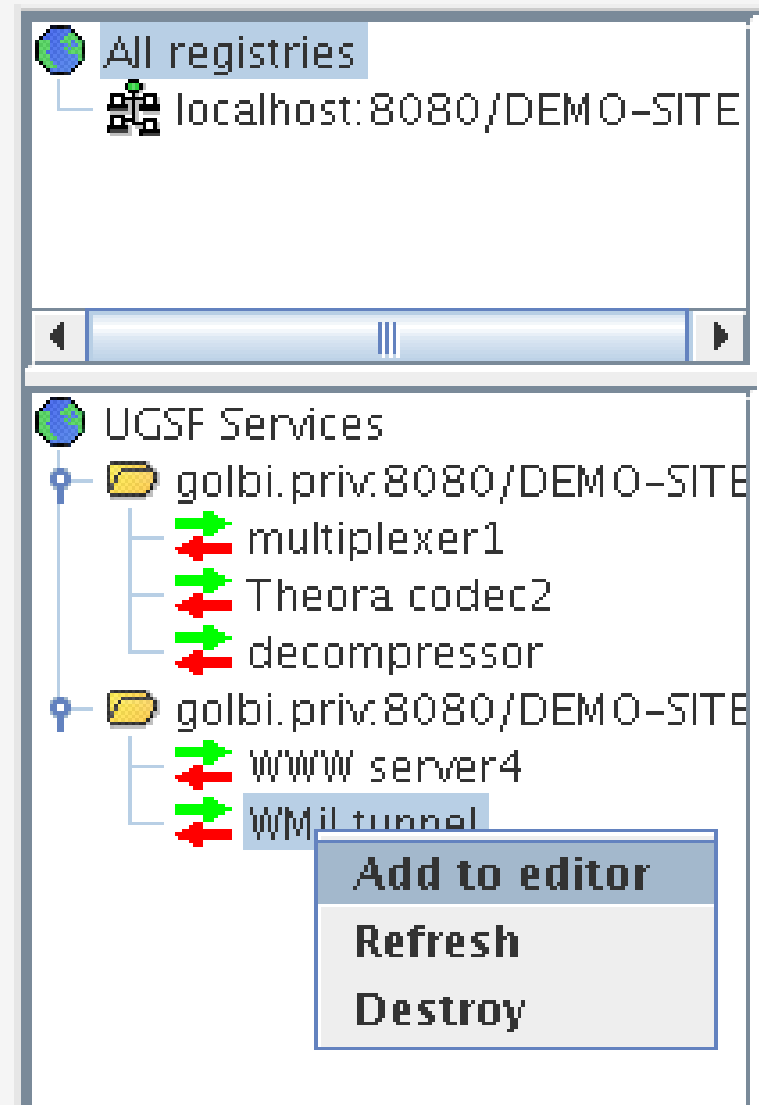 All registries
localhost:8080/DEMO-SITE
UGSF Services
golbi.priv:8080/DEMO-SITE
multiplexer1
Theora codec2
decompressor
golbi.priv:8080/DEMO-SITE
WWW server4
tunnel
Add to editor
Refresh
Destroy